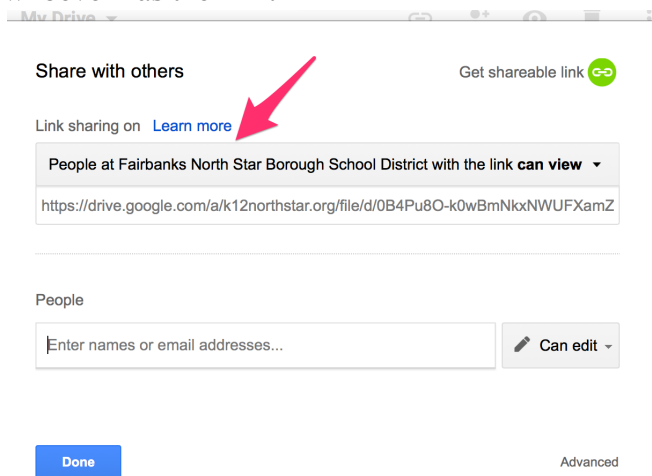 My Drive
Share with others
Get shareable link
Link sharing on Learn more
People at Fairbanks North Star Borough School District with the link can view
https://drive.google.com/a/k12northstar.org/file/d/0B4Pu8O-k0wBmNkxNWUFXamZ
People
Enter names or email addresses...
Can edit
Done
Advanced